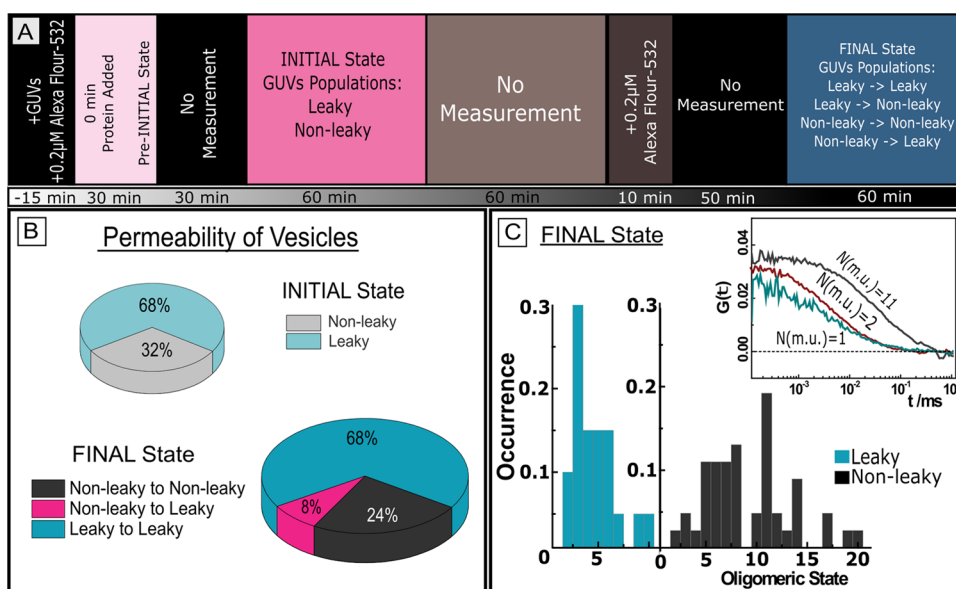 A
+GUVs
+0.2μM Alexa Flour-532
0 min
Protein Added
Pre-INITIAL State
No
Measurement
INITIAL State
GUVs Populations:
Leaky
Non-leaky
No
Measurement
+0.2μM
Alexa Flour-532
No
Measurement
FINAL State
GUVs Populations:
Leaky -> Leaky
Leaky -> Non-leaky
Non-leaky -> Non-leaky
Non-leaky -> Leaky
-15 min 30 min 30 min 60 min 60 min 10 min 50 min 60 min
B
Permeability of Vesicles
68%
32%
INITIAL State
Non-leaky
Leaky
FINAL State
Non-leaky to Non-leaky
Non-leaky to Leaky
Leaky to Leaky
68%
8%
24%
C
FINAL State
Occurrence
0.3
0.2
0.1
0 5
0.3
0.2
0.1
0 5 10 15 20
Oligomeric State
Leaky
Non-leaky
G(t)
0.04
0.02
0.00
N(m.u.)=11
N(m.u.)=2
N(m.u.)=1
10-3 10-2 10-1 10
t /ms